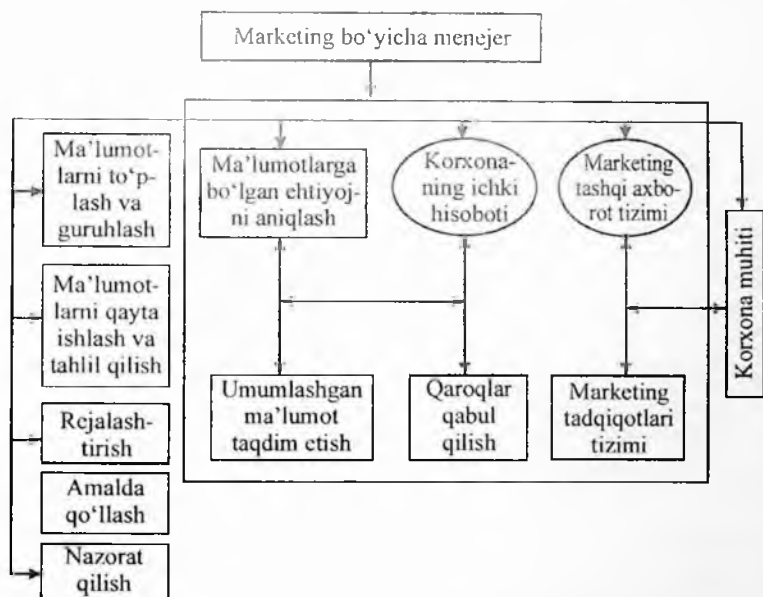 Marketing bo‘yicha menejer
Ma’lumot-
larni to‘p-
lash va
guruhlash
Ma’lumot-
larni qayta
ishlash va
tahlil qilish
Rejalash-
tirish
Amalda
qo‘llash
Nazorat
qilish
Ma’lumotlarga
bo‘lgan ehtiyoj-
ni aniqlash
Korxona-
ning ichki
hisoboti
Marketing
tashqi axbo-
rot tizimi
Umumlashgan
ma’lumot
taqdim etish
Qaroqlar
qabul
qilish
Marketing
tadqiqotlari
tizimi
Korxona muhiti